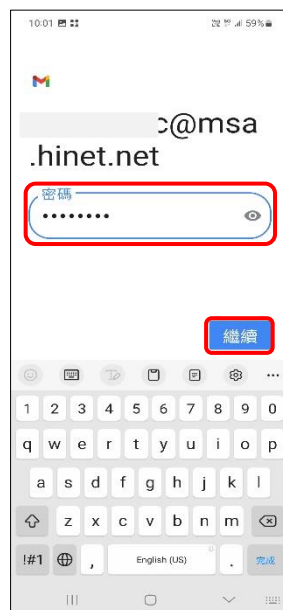 10:01 59%
c@msa
.hinet.net
密碼
••••••••
繼續
1 2 3 4 5 6 7 8 9 0
q w e r t y u i o p
a s d f g h j k l
z x c v b n m
!#1 , English (US) . 完成